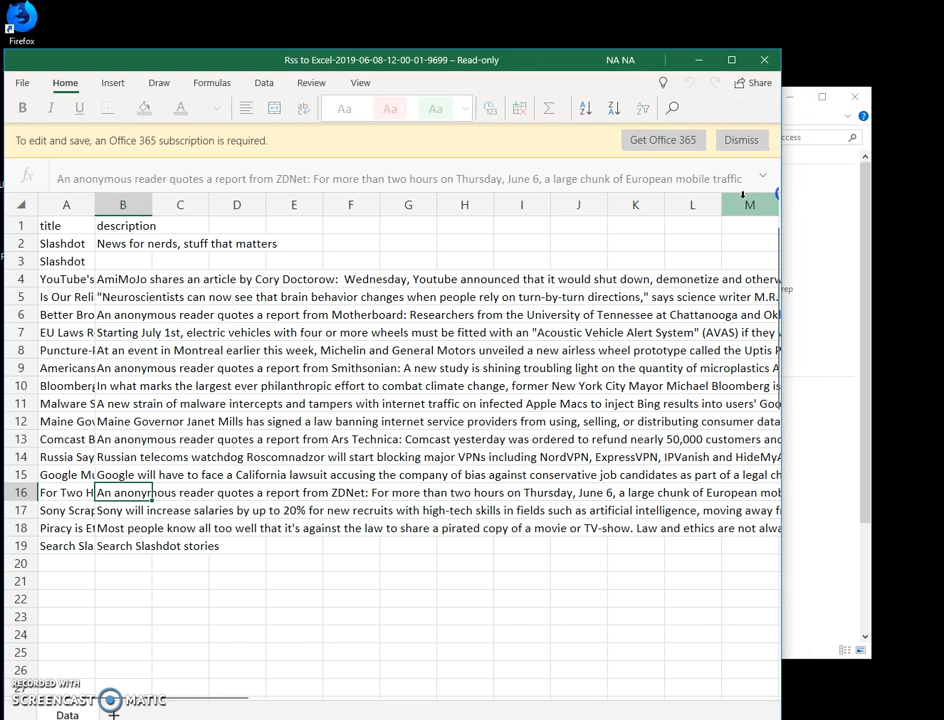 Firefox
Rss to Excel-2019-06-08-12-00-01-9699 – Read-only
NA NA
File Home Insert Draw Formulas Data Review View Share
B I U ab Aa Aa Aa
To edit and save, an Office 365 subscription is required. Get Office 365 Dismiss
ccess
fx An anonymous reader quotes a report from ZDNet: For more than two hours on Thursday, June 6, a large chunk of European mobile traffic
A B C D E F G H I J K L M
1 title description
2 Slashdot News for nerds, stuff that matters
3 Slashdot
4 YouTube's AmiMoJo shares an article by Cory Doctorow: Wednesday, Youtube announced that it would shut down, demonetize and otherw
5 Is Our Reli "Neuroscientists can now see that brain behavior changes when people rely on turn-by-turn directions," says science writer M.R.
rep
6 Better Bro An anonymous reader quotes a report from Motherboard: Researchers from the University of Tennessee at Chattanooga and Okl
7 EU Laws R Starting July 1st, electric vehicles with four or more wheels must be fitted with an "Acoustic Vehicle Alert System" (AVAS) if they
8 Puncture-F At an event in Montreal earlier this week, Michelin and General Motors unveiled a new airless wheel prototype called the Uptis P
9 Americans An anonymous reader quotes a report from Smithsonian: A new study is shining troubling light on the quantity of microplastics A
10 Bloomberg In what marks the largest ever philanthropic effort to combat climate change, former New York City Mayor Michael Bloomberg is
11 Malware S A new strain of malware intercepts and tampers with internet traffic on infected Apple Macs to inject Bing results into users' Goo
12 Maine Gov Maine Governor Janet Mills has signed a law banning internet service providers from using, selling, or distributing consumer data
13 Comcast B An anonymous reader quotes a report from Ars Technica: Comcast yesterday was ordered to refund nearly 50,000 customers and
14 Russia Say Russian telecoms watchdog Roscomnadzor will start blocking major VPNs including NordVPN, ExpressVPN, IPVanish and HideMyA
15 Google Mu Google will have to face a California lawsuit accusing the company of bias against conservative job candidates as part of a legal ch
16 For Two H An anonymous reader quotes a report from ZDNet: For more than two hours on Thursday, June 6, a large chunk of European mob
17 Sony Scrap Sony will increase salaries by up to 20% for new recruits with high-tech skills in fields such as artificial intelligence, moving away f
18 Piracy is Et Most people know all too well that it's against the law to share a pirated copy of a movie or TV-show. Law and ethics are not alwa
19 Search Sla Search Slashdot stories
20
21
22
23
24
25
26
27
RECORDED WITH
SCREENCAST MATIC
Data